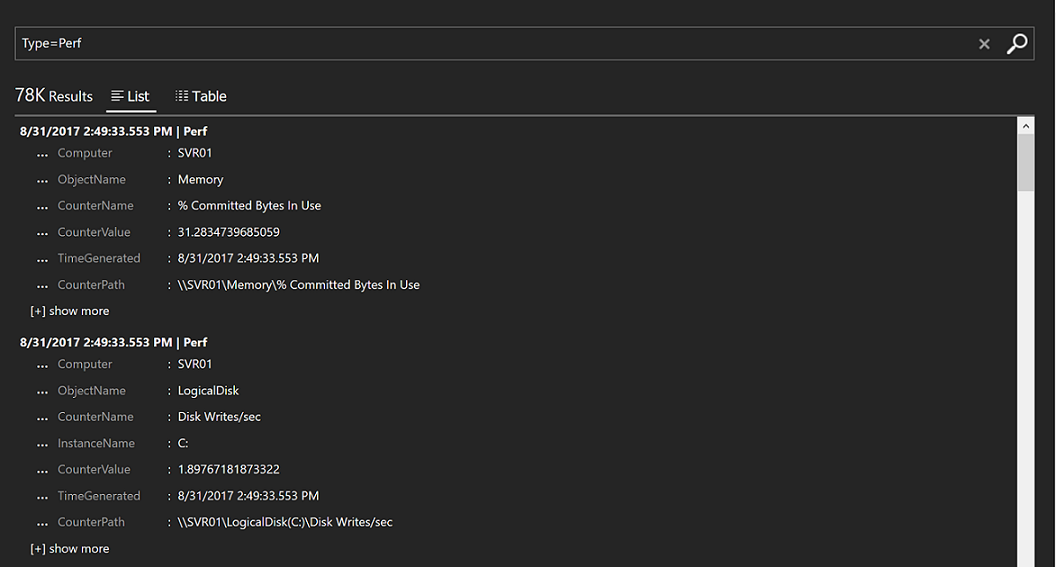 Type=Perf
78K Results List Table
8/31/2017 2:49:33.553 PM | Perf
... Computer : SVR01
... ObjectName : Memory
... CounterName : % Committed Bytes In Use
... CounterValue : 31.2834739685059
... TimeGenerated : 8/31/2017 2:49:33.553 PM
... CounterPath : \\SVR01\Memory\% Committed Bytes In Use
[+] show more
8/31/2017 2:49:33.553 PM | Perf
... Computer : SVR01
... ObjectName : LogicalDisk
... CounterName : Disk Writes/sec
... InstanceName : C:
... CounterValue : 1.89767181873322
... TimeGenerated : 8/31/2017 2:49:33.553 PM
... CounterPath : \\SVR01\LogicalDisk(C:)\Disk Writes/sec
[+] show more